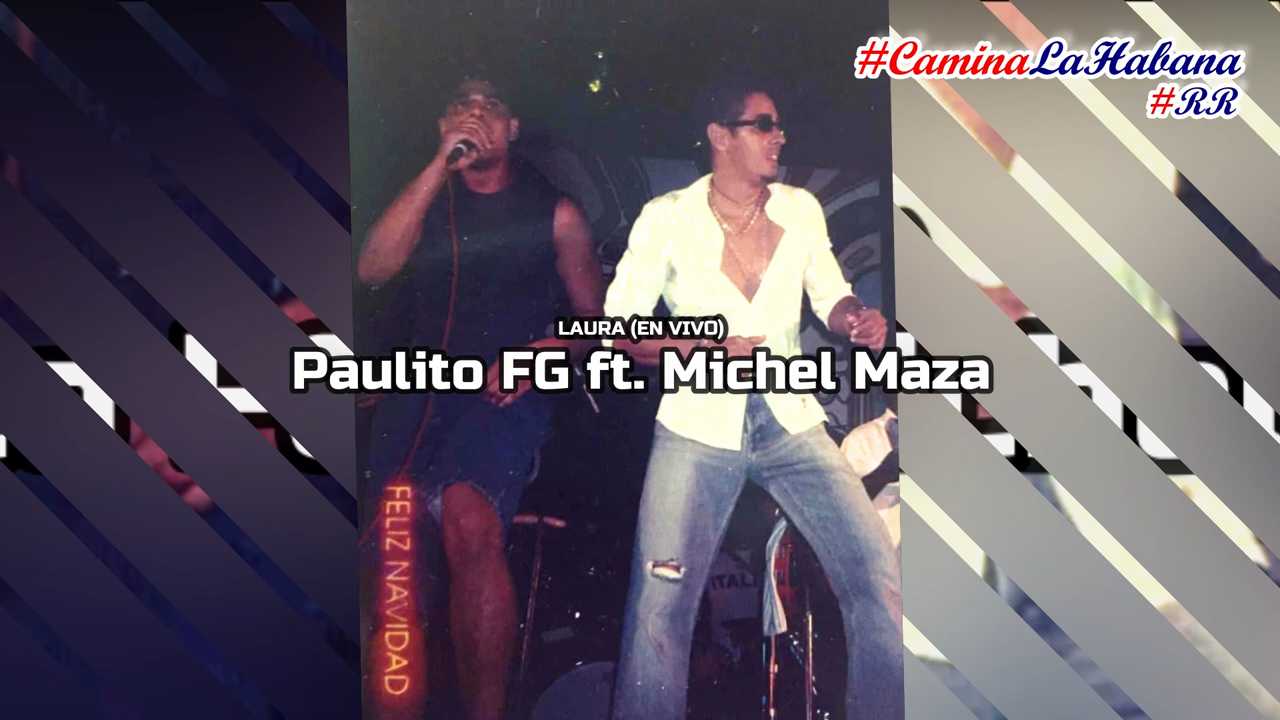 #CaminaLaHabana
#RR
LAURA (EN VIVO)
Paulito FG ft. Michel Maza
FELIZ NAVIDAD